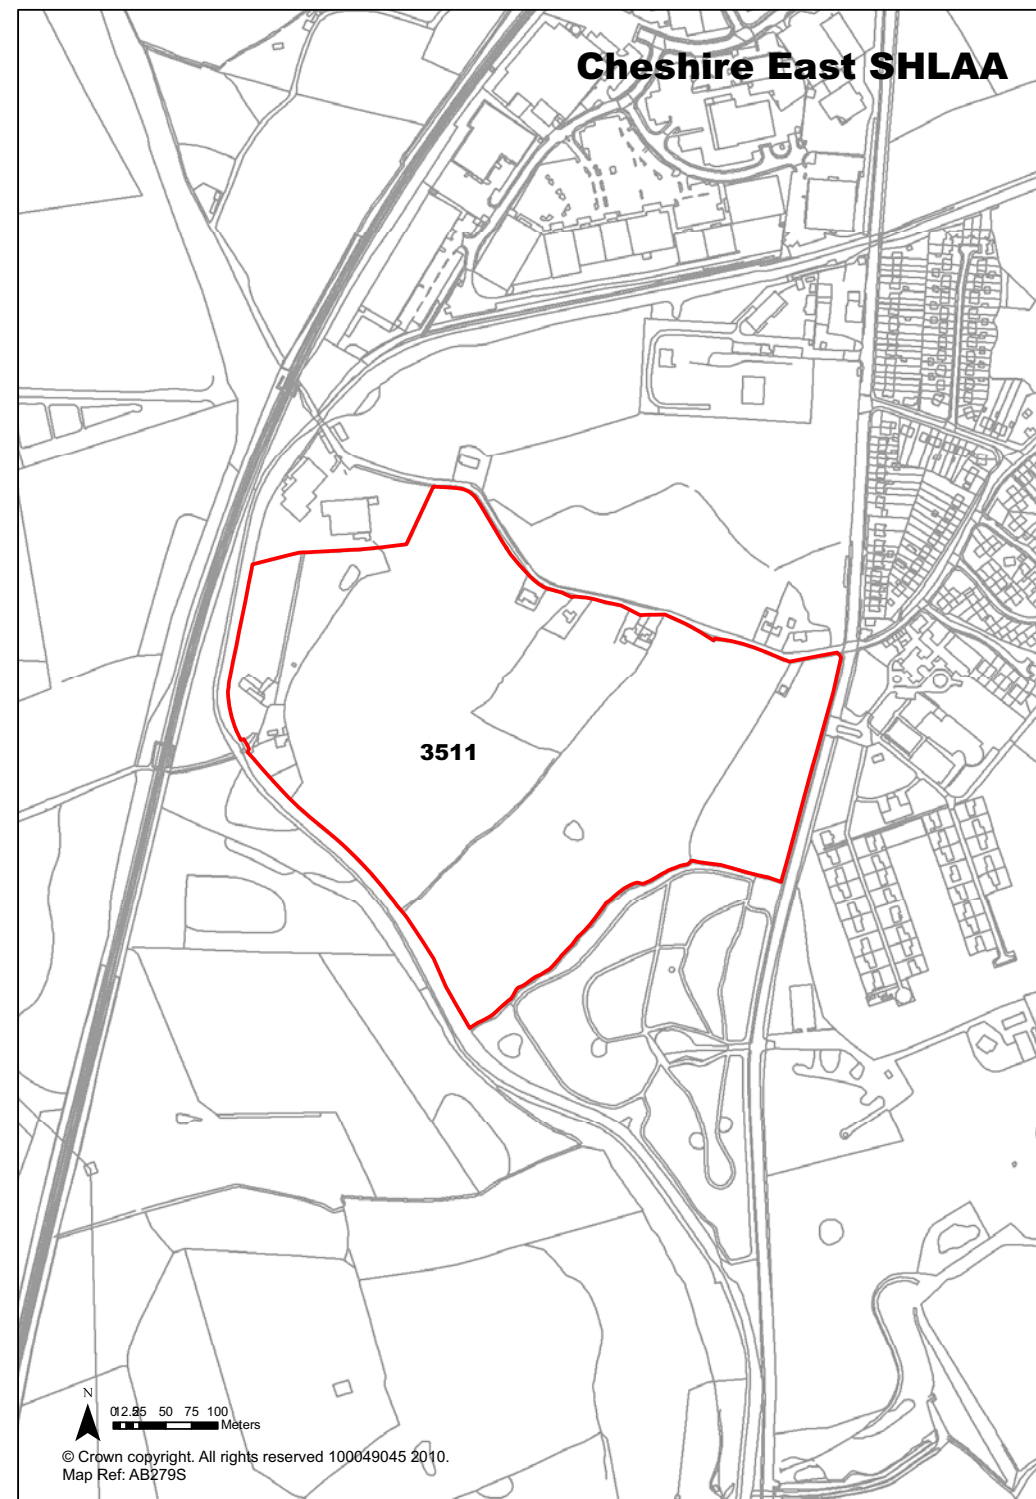 Cheshire East SHLAA
3511
N
0 12.5 25 50 75 100
Meters
© Crown copyright. All rights reserved 100049045 2010.
Map Ref: AB279S